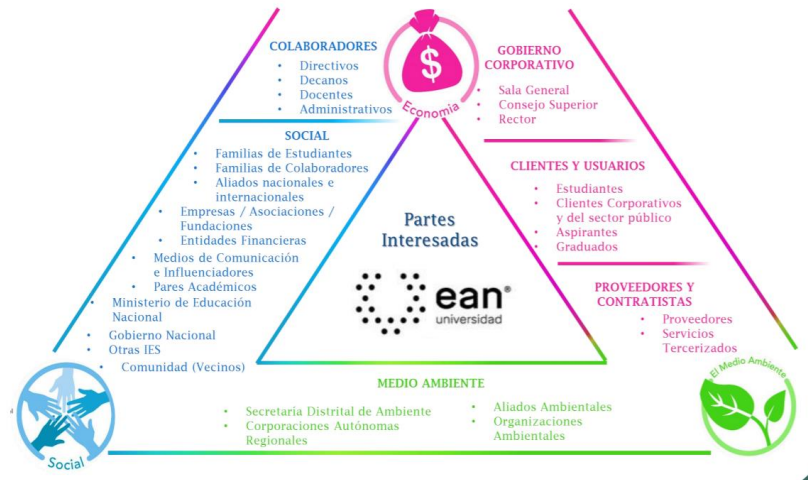 COLABORADORES
• Directivos
• Decanos
• Docentes
• Administrativos
$
Economía
GOBIERNO
CORPORATIVO
• Sala General
• Consejo Superior
• Rector
SOCIAL
• Familias de Estudiantes
• Familias de Colaboradores
• Aliados nacionales e
internacionales
• Empresas / Asociaciones /
Fundaciones
• Entidades Financieras
• Medios de Comunicación
e Influenciadores
• Pares Académicos
• Ministerio de Educación
Nacional
• Gobierno Nacional
• Otras IES
• Comunidad (Vecinos)
Partes
Interesadas
ean®
universidad
CLIENTES Y USUARIOS
• Estudiantes
• Clientes Corporativos
y del sector público
• Aspirantes
• Graduados
PROVEEDORES Y
CONTRATISTAS
• Proveedores
• Servicios
Tercerizados
MEDIO AMBIENTE
• Secretaria Distrital de Ambiente
• Corporaciones Autónomas
Regionales
• Aliados Ambientales
• Organizaciones
Ambientales
Social
El Medio Ambiente